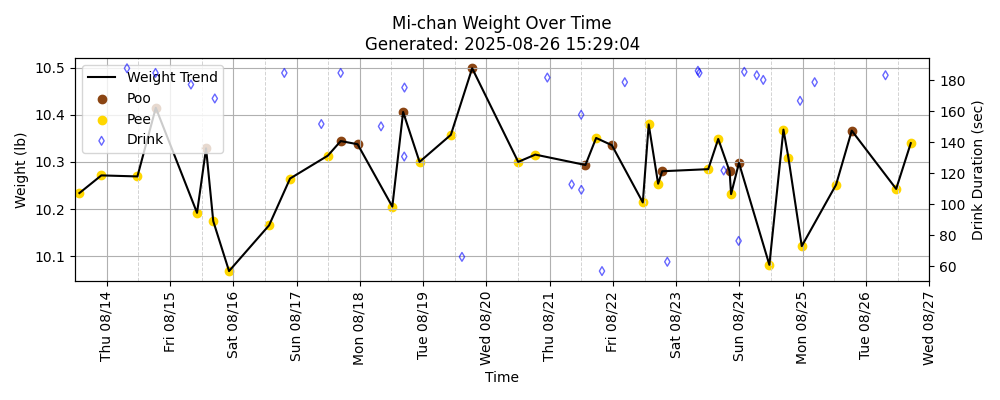 Mi-chan Weight Over Time
Generated: 2025-08-26 15:29:04
Weight Trend
Poo
Pee
Drink
10.5
10.4
10.3
10.2
10.1
Weight (lb)
180
160
140
120
100
80
60
Drink Duration (sec)
Thu 08/14
Fri 08/15
Sat 08/16
Sun 08/17
Mon 08/18
Tue 08/19
Wed 08/20
Thu 08/21
Fri 08/22
Sat 08/23
Sun 08/24
Mon 08/25
Tue 08/26
Wed 08/27
Time